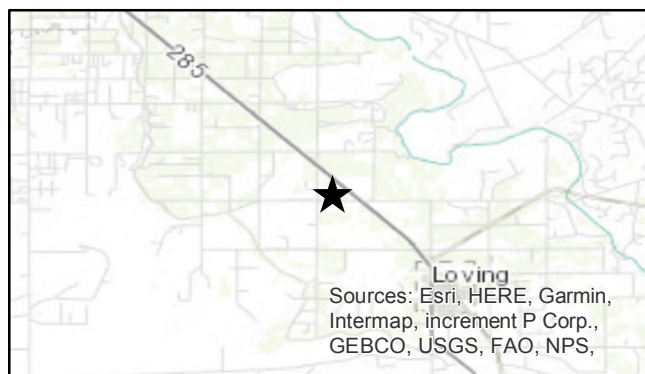 285
Loving
Sources: Esri, HERE, Garmin,
Intermap, increment P Corp.,
GEBCO, USGS, FAO, NPS,